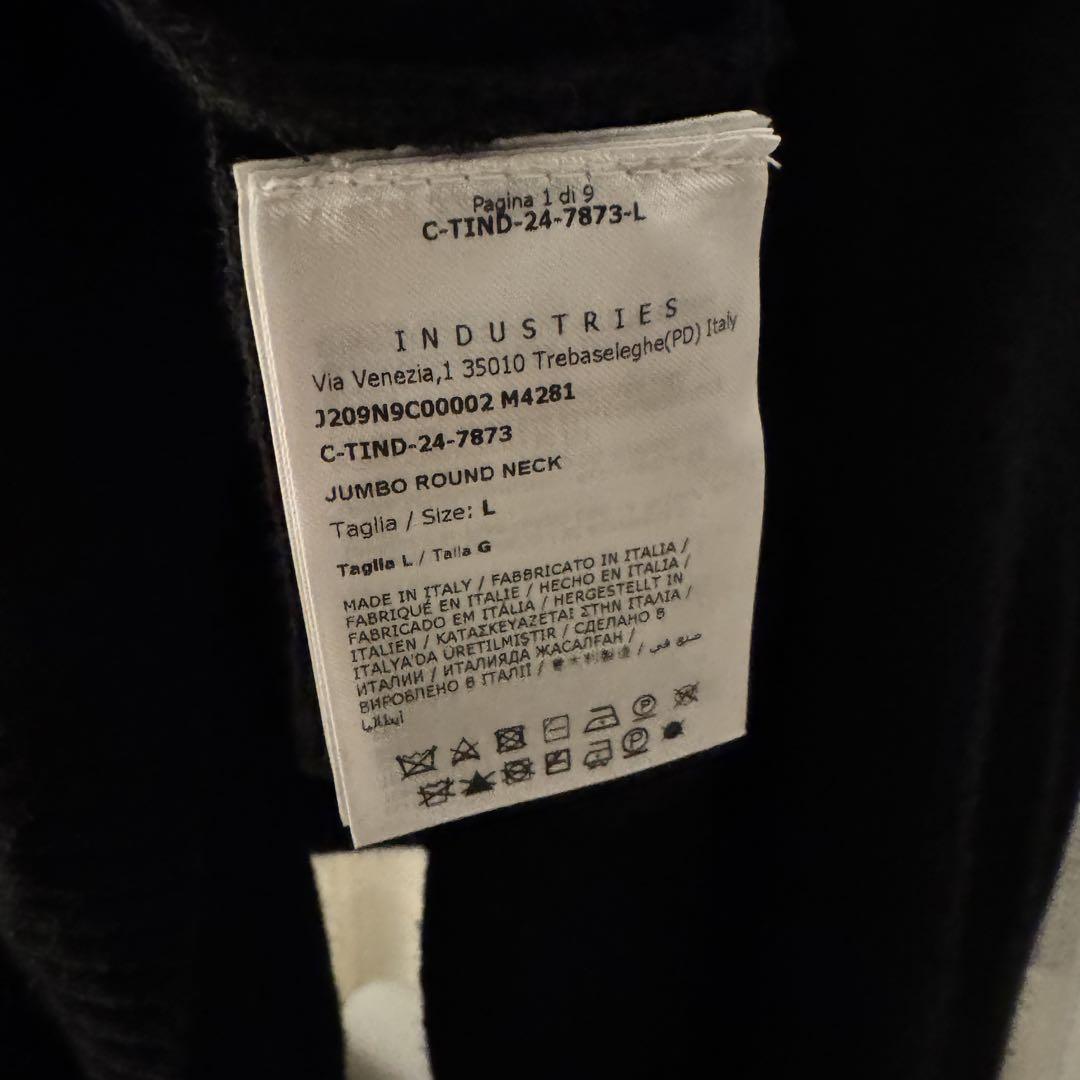 Pagina 1 di 9
C-TIND-24-7873-L
INDUSTRIES
Via Venezia,1 35010 Trebaseleghe(PD) Italy
J209N9C00002 M4281
C-TIND-24-7873
JUMBO ROUND NECK
Taglia / Size: L
Taglia L / Talla G
MADE IN ITALY / FABBRICATO IN ITALIA /
FABRIQUÉ EN ITALIE / HECHO EN ITALIA /
FABRICADO EM ITÁLIA / HERGESTELLT IN
ITALIEN / ΚΑΤΑΣΚΕΥΑΖΕΤΑΙ ΣΤΗΝ ΙΤΑΛΙΑ /
ITALYA'DA ÜRETILMIŞTIR / СДЕЛАНО В
ИТАЛИИ / ИТАЛИЯДА ЖАСАЛҒАН /
ВИРОБЛЕНО В ІТАЛІЇ / / صنع في
أيطاليا